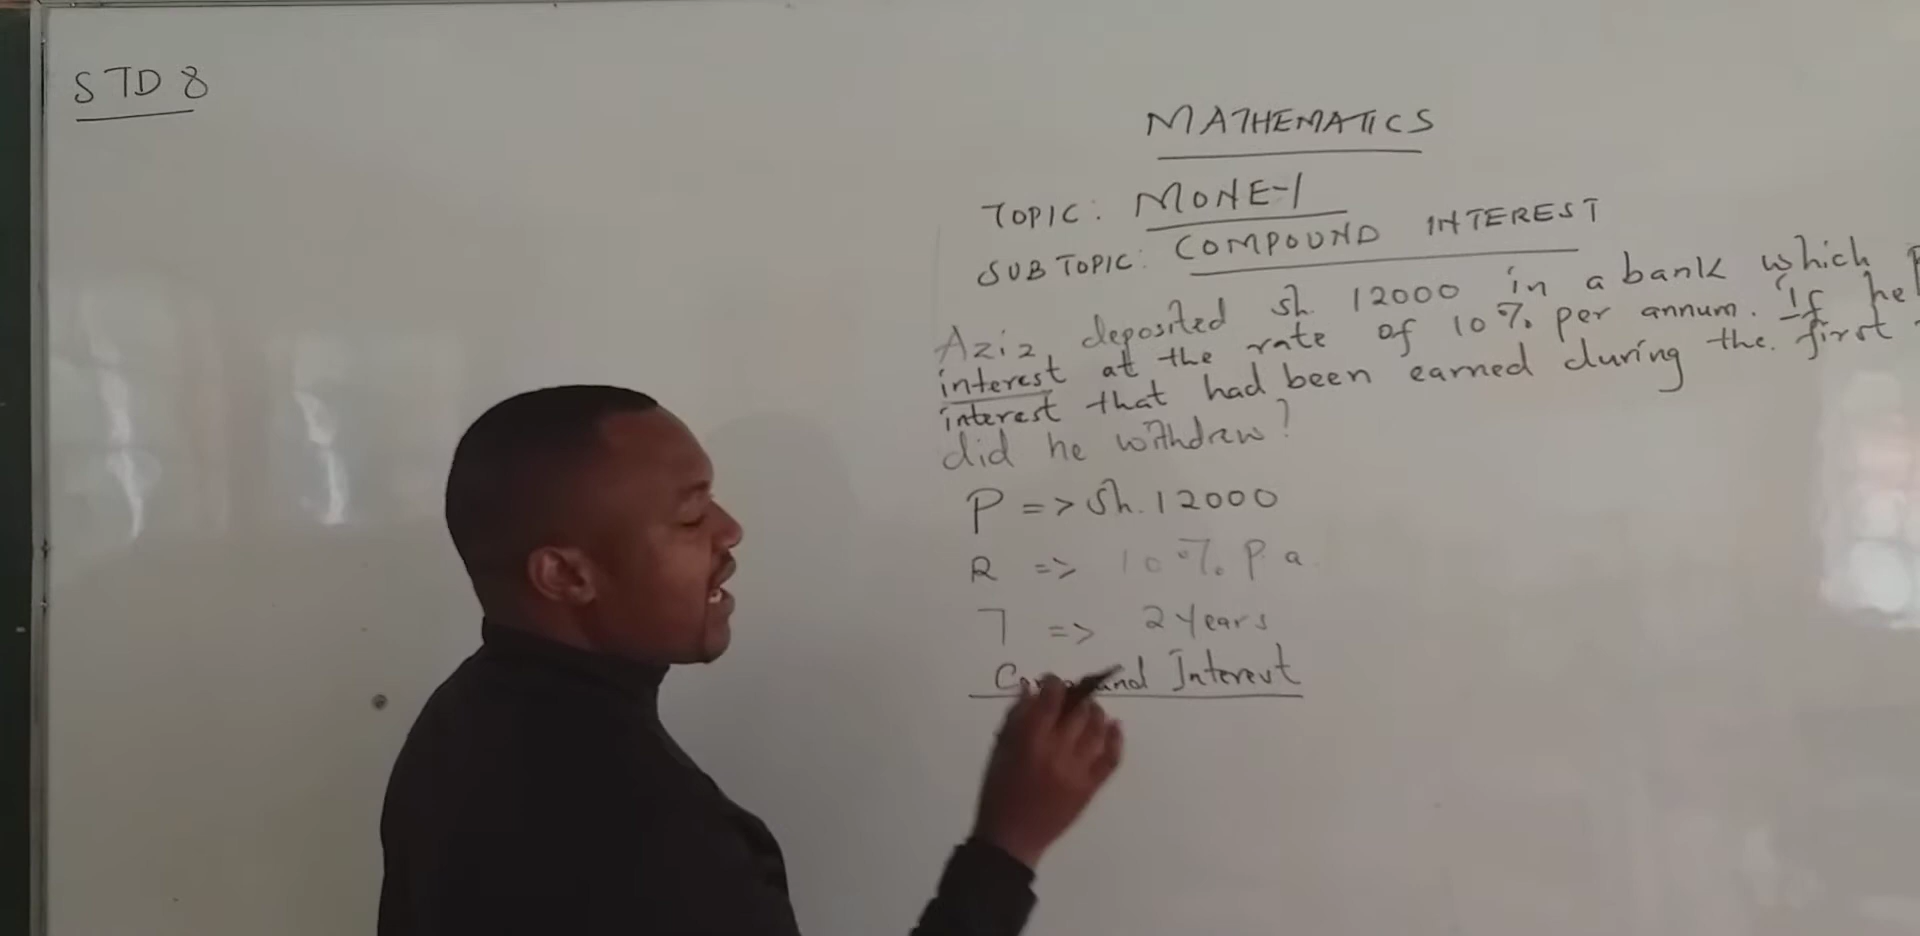 STD 8
MATHEMATICS
TOPIC: MONEY
SUB TOPIC: COMPOUND INTEREST
Aziz deposited sh. 12000 in a bank which
interest at the rate of 10% per annum. If he
interest that had been earned during the first
did he withdraw?
P => Sh. 12000
R => 10% P.a
T => 2 Years
Compound Interest